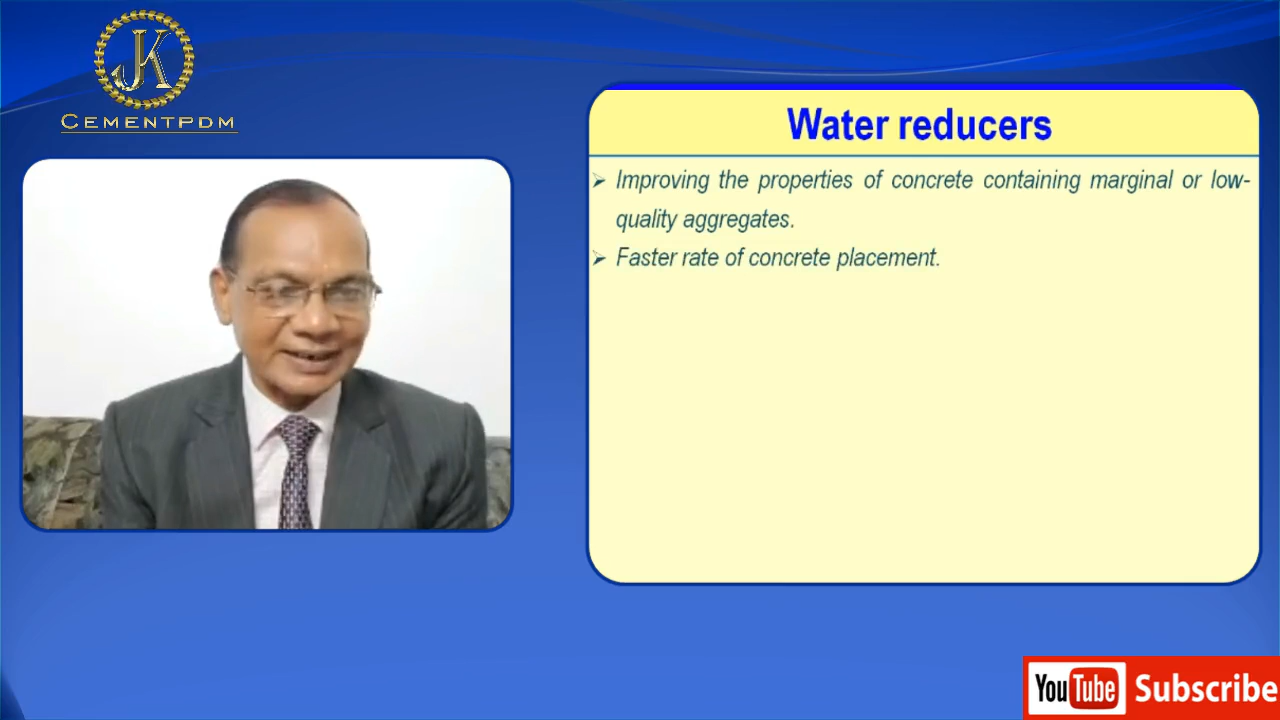 JK
CEMENTPDM
Water reducers
➢ Improving the properties of concrete containing marginal or low-
quality aggregates.
➢ Faster rate of concrete placement.
YouTube Subscribe